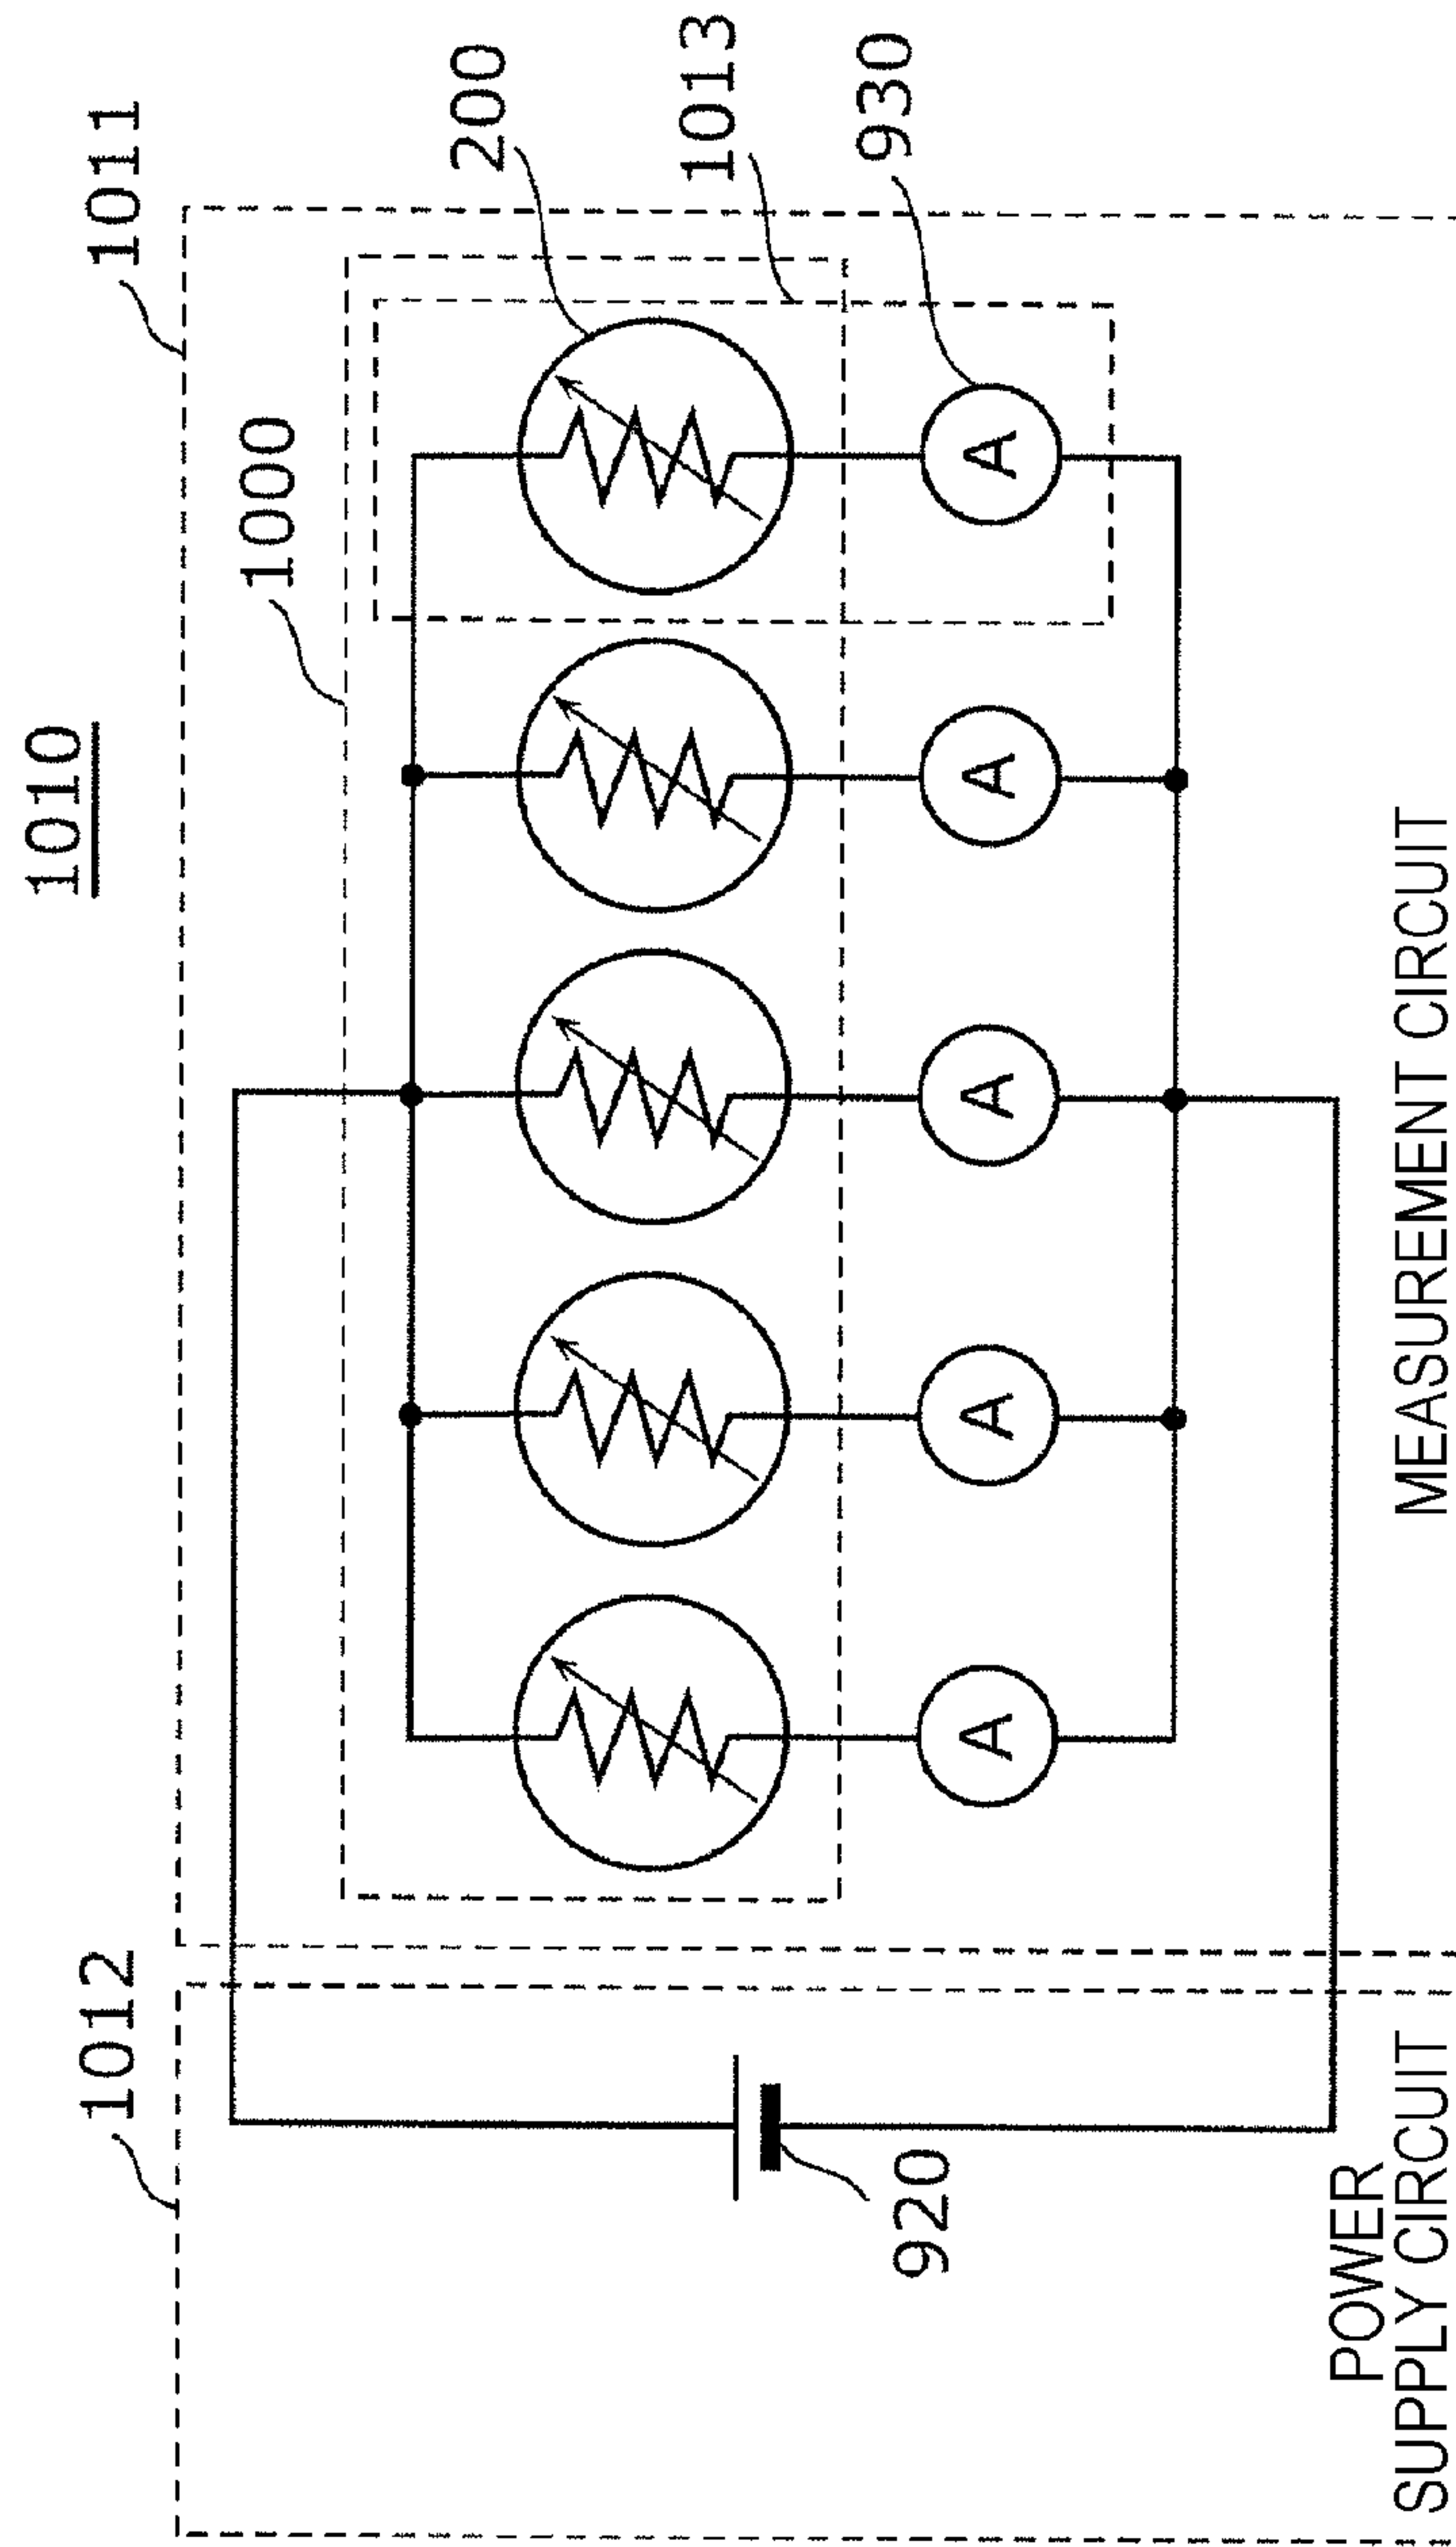 1010
1012
1011
1000
200
1013
930
A
A
A
A
A
920
POWER
SUPPLY CIRCUIT
MEASUREMENT CIRCUIT